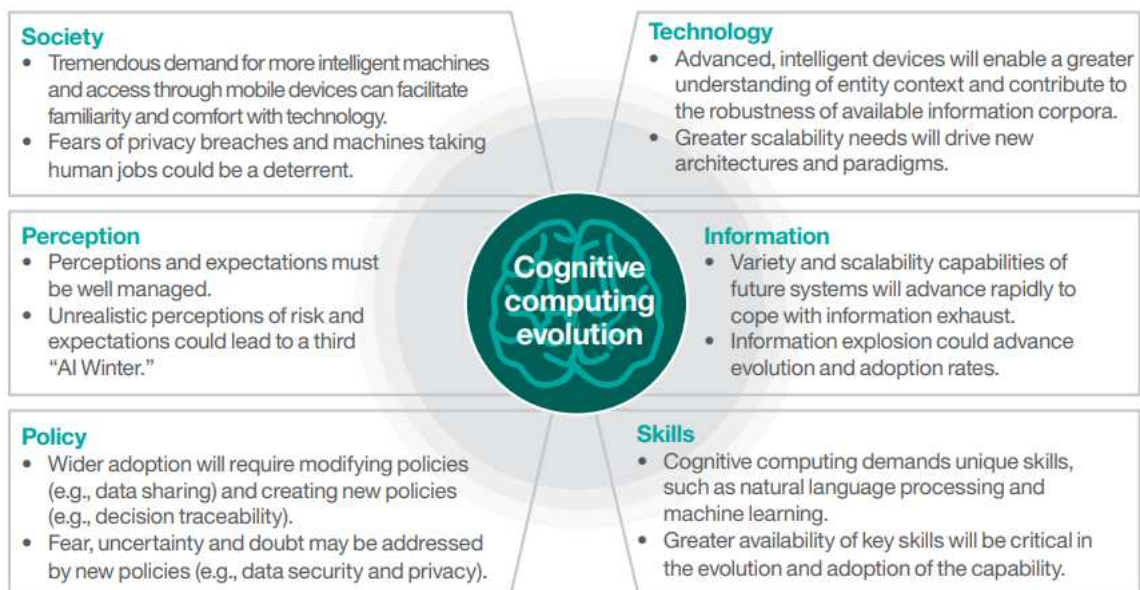 Society
• Tremendous demand for more intelligent machines
and access through mobile devices can facilitate
familiarity and comfort with technology.
• Fears of privacy breaches and machines taking
human jobs could be a deterrent.
Technology
• Advanced, intelligent devices will enable a greater
understanding of entity context and contribute to
the robustness of available information corpora.
• Greater scalability needs will drive new
architectures and paradigms.
Perception
• Perceptions and expectations must
be well managed.
• Unrealistic perceptions of risk and
expectations could lead to a third
“AI Winter.”
Cognitive
computing
evolution
Information
• Variety and scalability capabilities of
future systems will advance rapidly to
cope with information exhaust.
• Information explosion could advance
evolution and adoption rates.
Policy
• Wider adoption will require modifying policies
(e.g., data sharing) and creating new policies
(e.g., decision traceability).
• Fear, uncertainty and doubt may be addressed
by new policies (e.g., data security and privacy).
Skills
• Cognitive computing demands unique skills,
such as natural language processing and
machine learning.
• Greater availability of key skills will be critical in
the evolution and adoption of the capability.